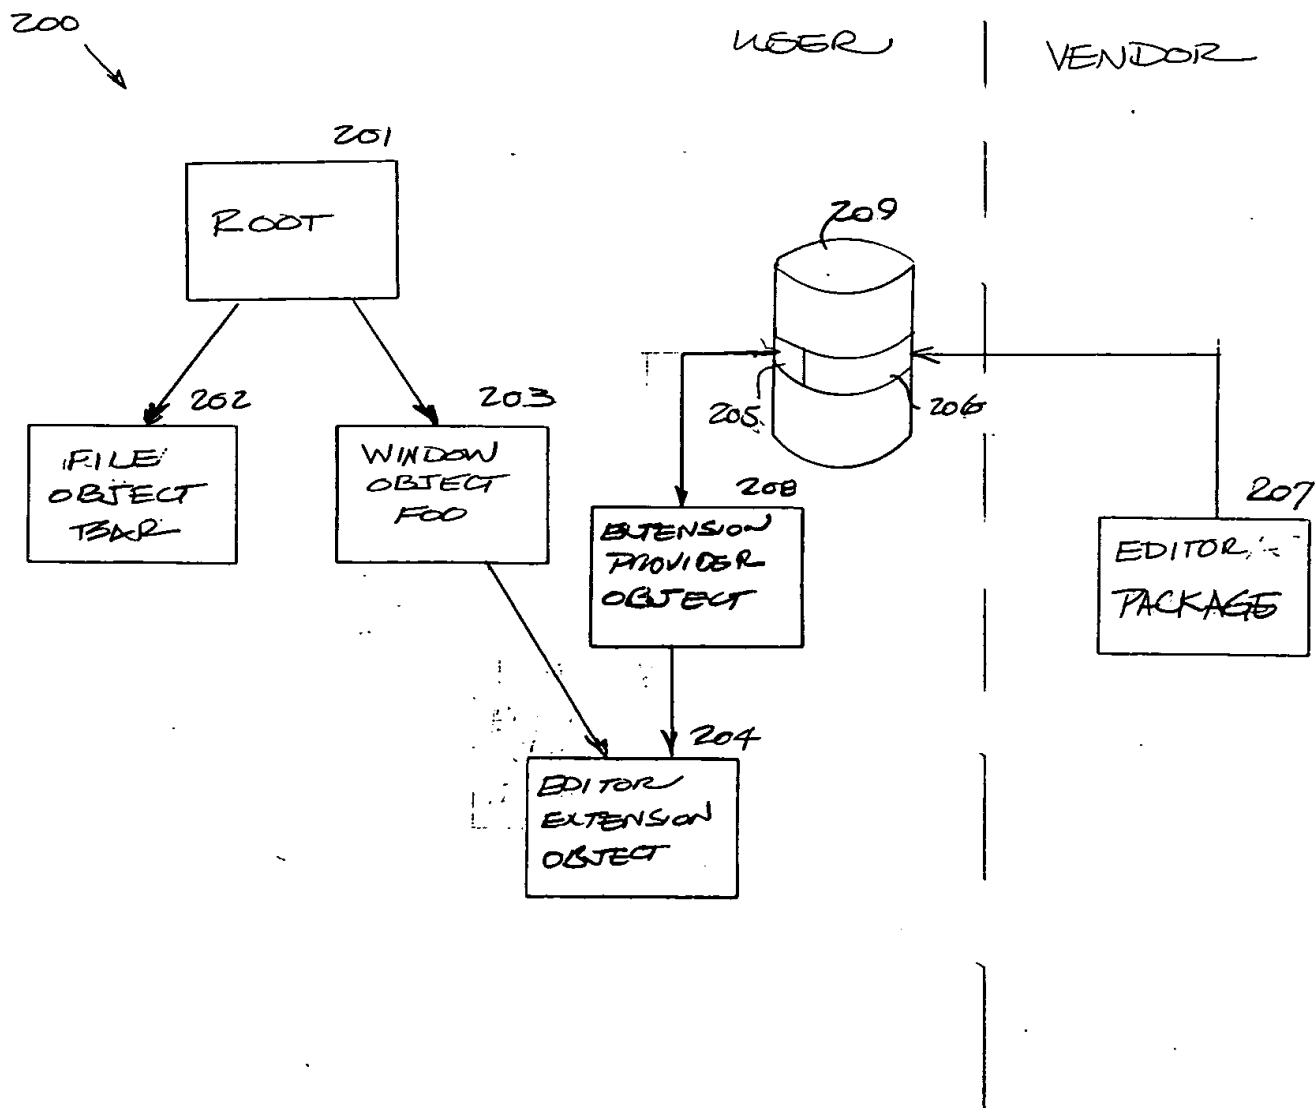 200
USER
VENDOR
201
ROOT
209
202
203
205
206
FILE
OBJECT
BAR
WINDOW
OBJECT
FOO
208
207
EXTENSION
PROVIDER
OBJECT
EDITOR
PACKAGE
204
EDITOR
EXTENSION
OBJECT